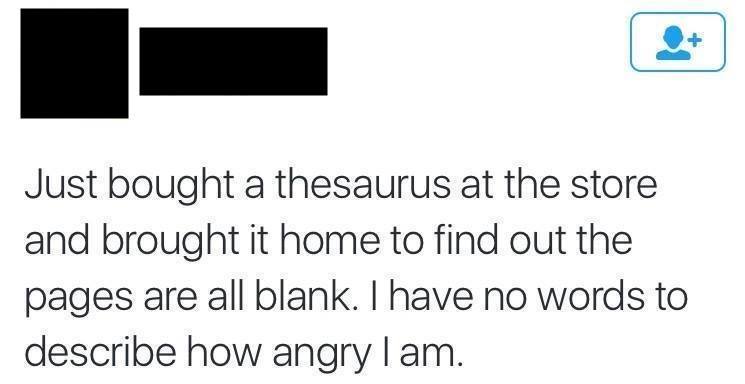 Just bought a thesaurus at the store
and brought it home to find out the
pages are all blank. I have no words to
describe how angry I am.